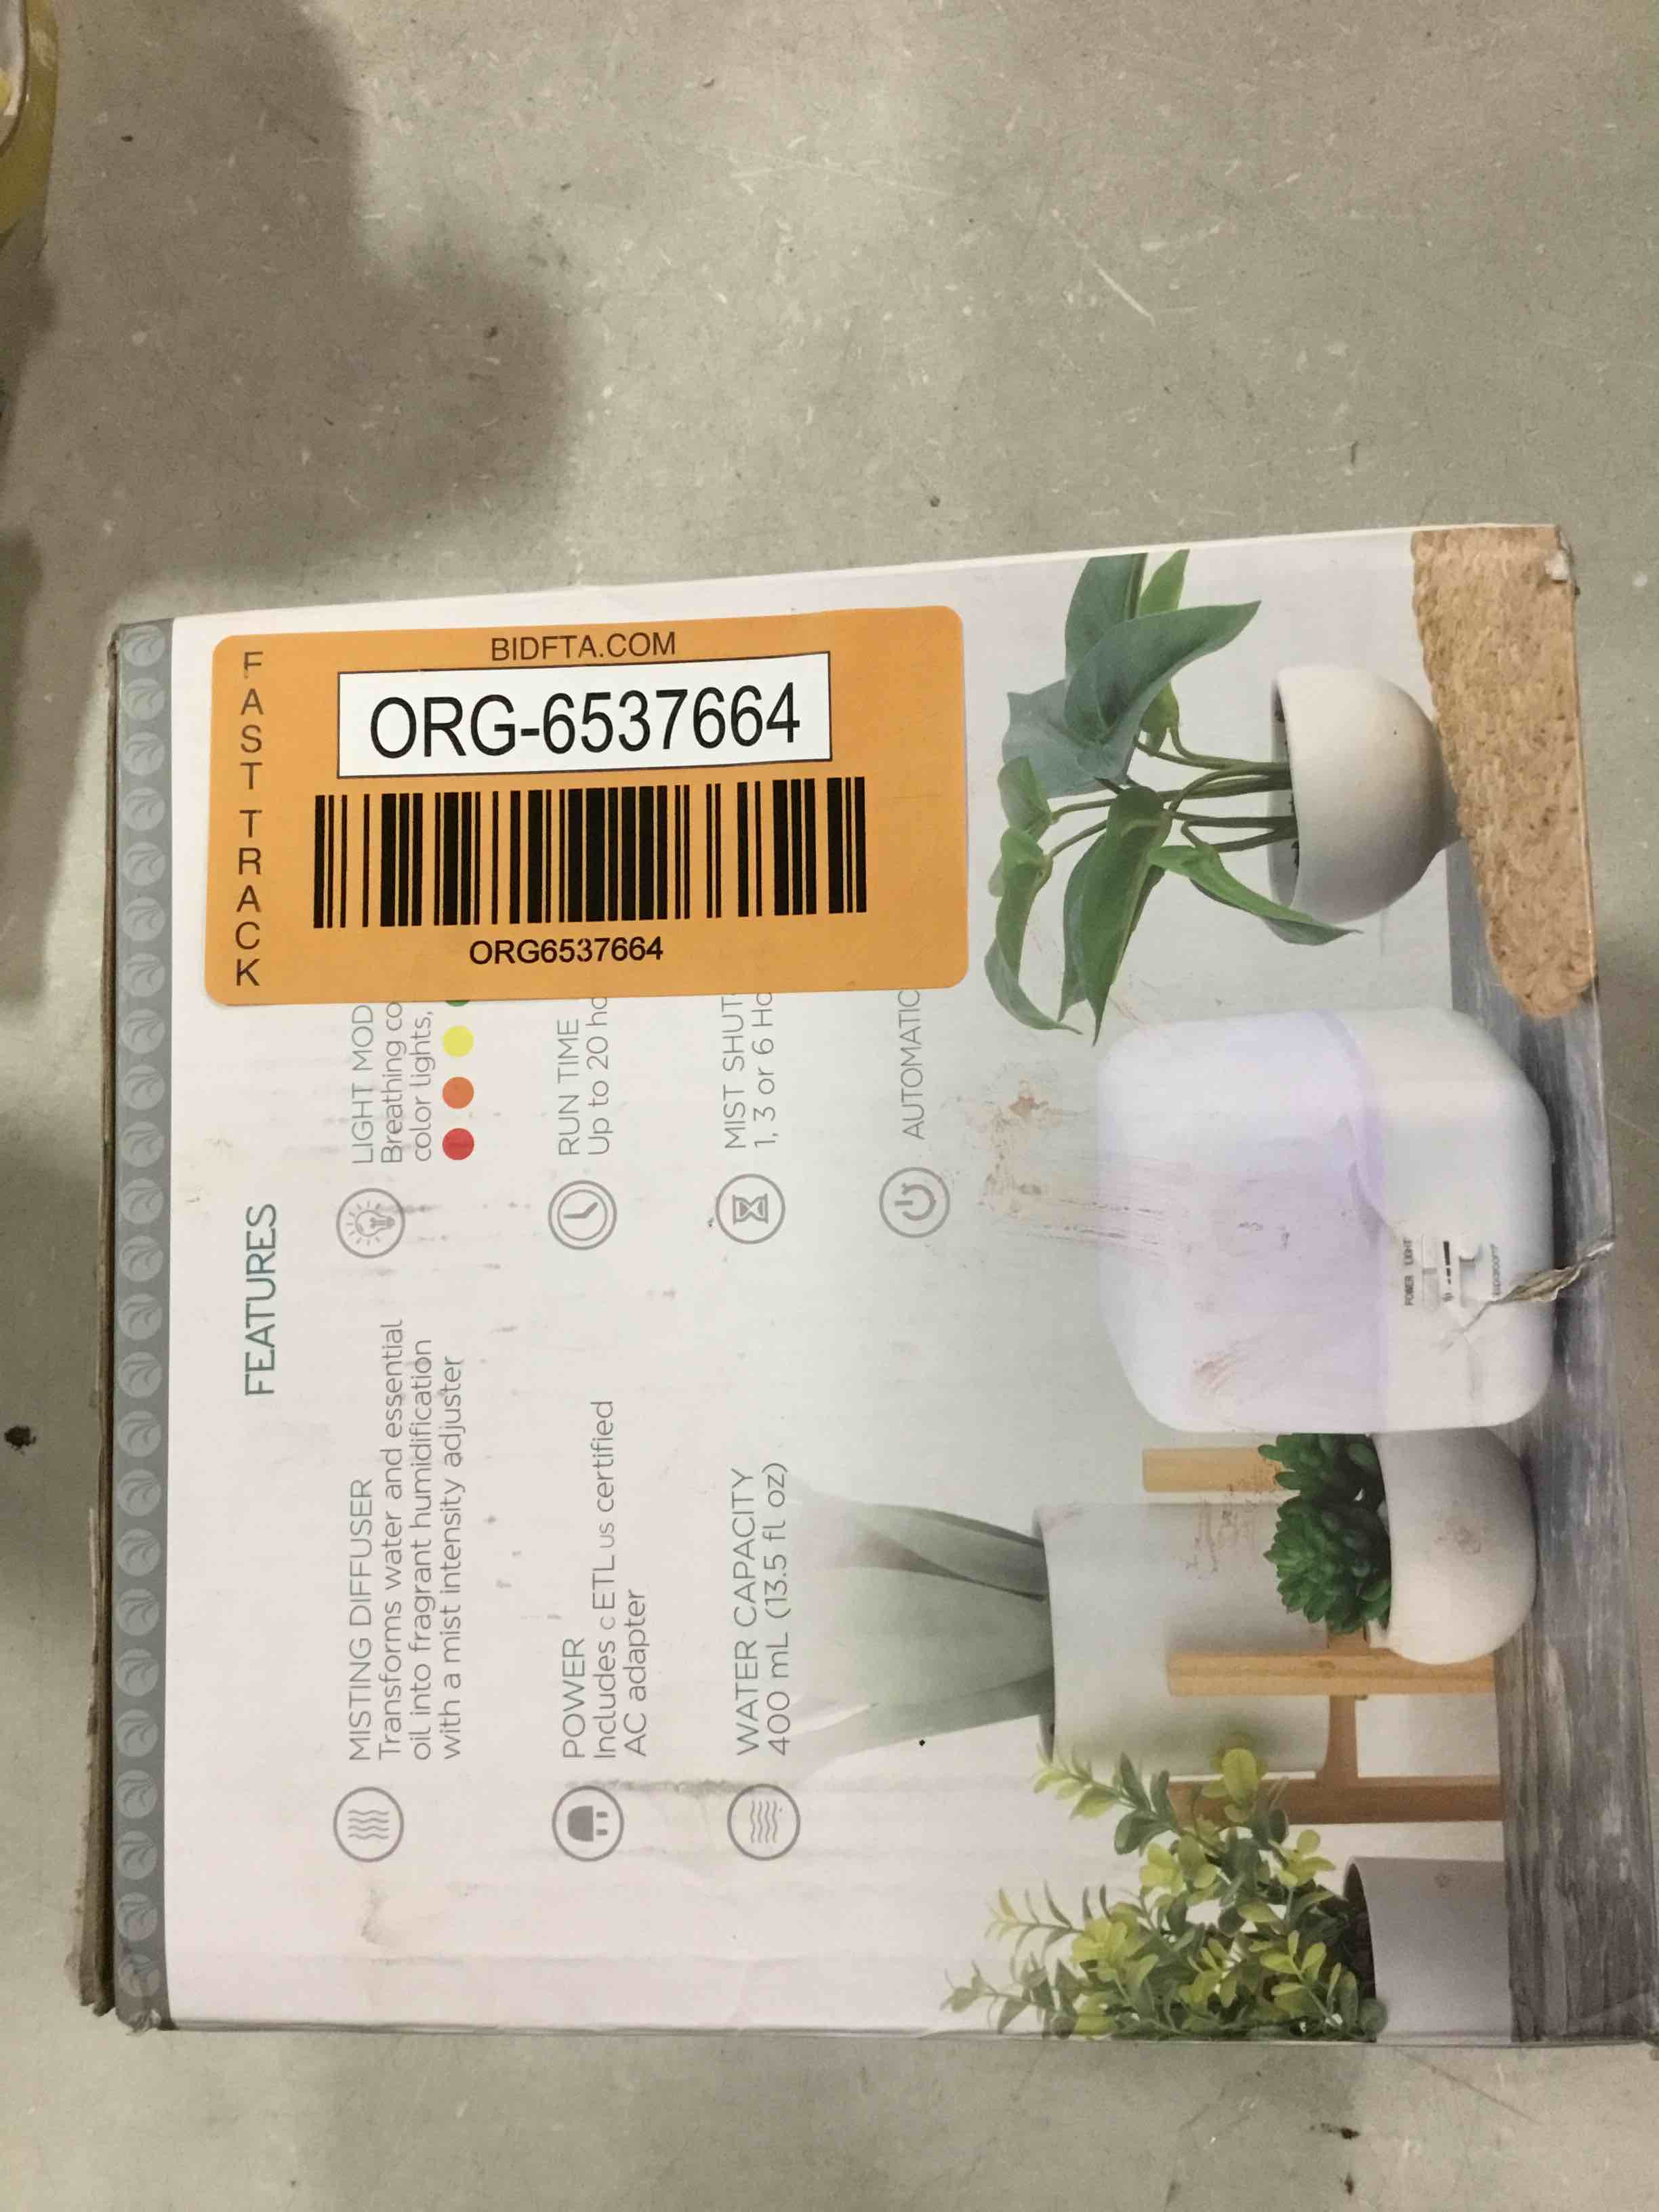 BIDFTA.COM
ORG-6537664
ORG6537664
FAST TRACK
FEATURES
MISTING DIFFUSER
Transforms water and essential
oil into fragrant humidification
with a mist intensity adjuster
POWER
Includes cETLus certified
AC adapter
WATER CAPACITY
400 mL (13.5 fl oz)
LIGHT MOD
Breathing co
color lights,
RUN TIME
Up to 20 ho
MIST SHUT
1, 3 or 6 Ho
AUTOMATIC
POWER LIGHT